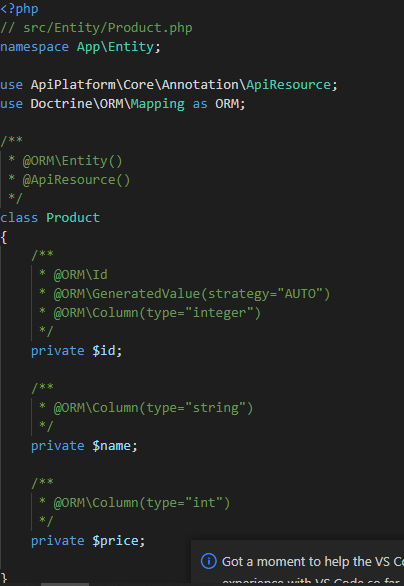 <?php
// src/Entity/Product.php
namespace App\Entity;
use ApiPlatform\Core\Annotation\ApiResource;
use Doctrine\ORM\Mapping as ORM;
/**
 * @ORM\Entity()
 * @ApiResource()
 */
class Product
{
    /**
     * @ORM\Id
     * @ORM\GeneratedValue(strategy="AUTO")
     * @ORM\Column(type="integer")
     */
    private $id;
    /**
     * @ORM\Column(type="string")
     */
    private $name;
    /**
     * @ORM\Column(type="int")
     */
    private $price;
Got a moment to help the VS Co
experience with VS Code so far
}